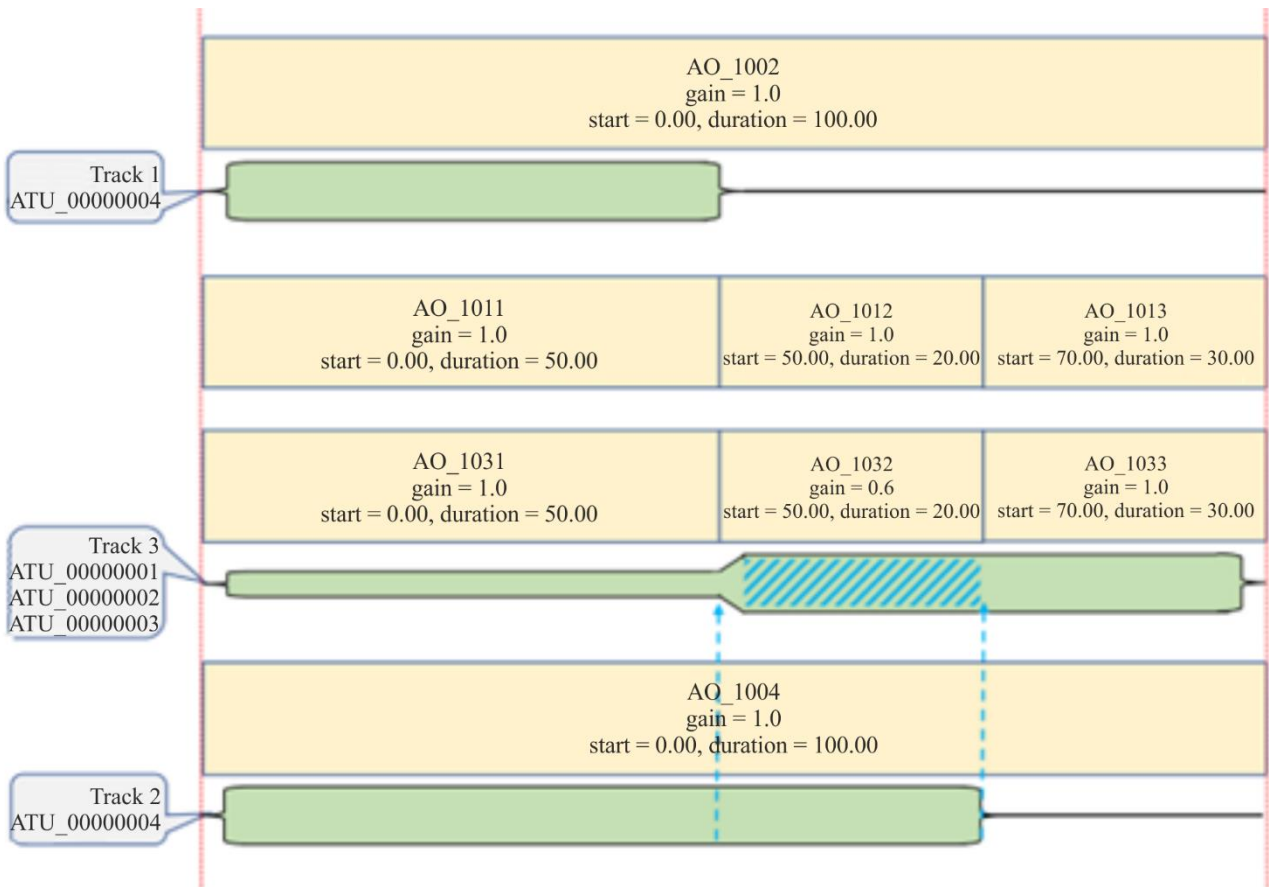 AO_1002
gain = 1.0
start = 0.00, duration = 100.00
Track 1
ATU_00000004
AO_1011
gain = 1.0
start = 0.00, duration = 50.00
AO_1012
gain = 1.0
start = 50.00, duration = 20.00
AO_1013
gain = 1.0
start = 70.00, duration = 30.00
AO_1031
gain = 1.0
start = 0.00, duration = 50.00
AO_1032
gain = 0.6
start = 50.00, duration = 20.00
AO_1033
gain = 1.0
start = 70.00, duration = 30.00
Track 3
ATU_00000001
ATU_00000002
ATU_00000003
AO_1004
gain = 1.0
start = 0.00, duration = 100.00
Track 2
ATU_00000004